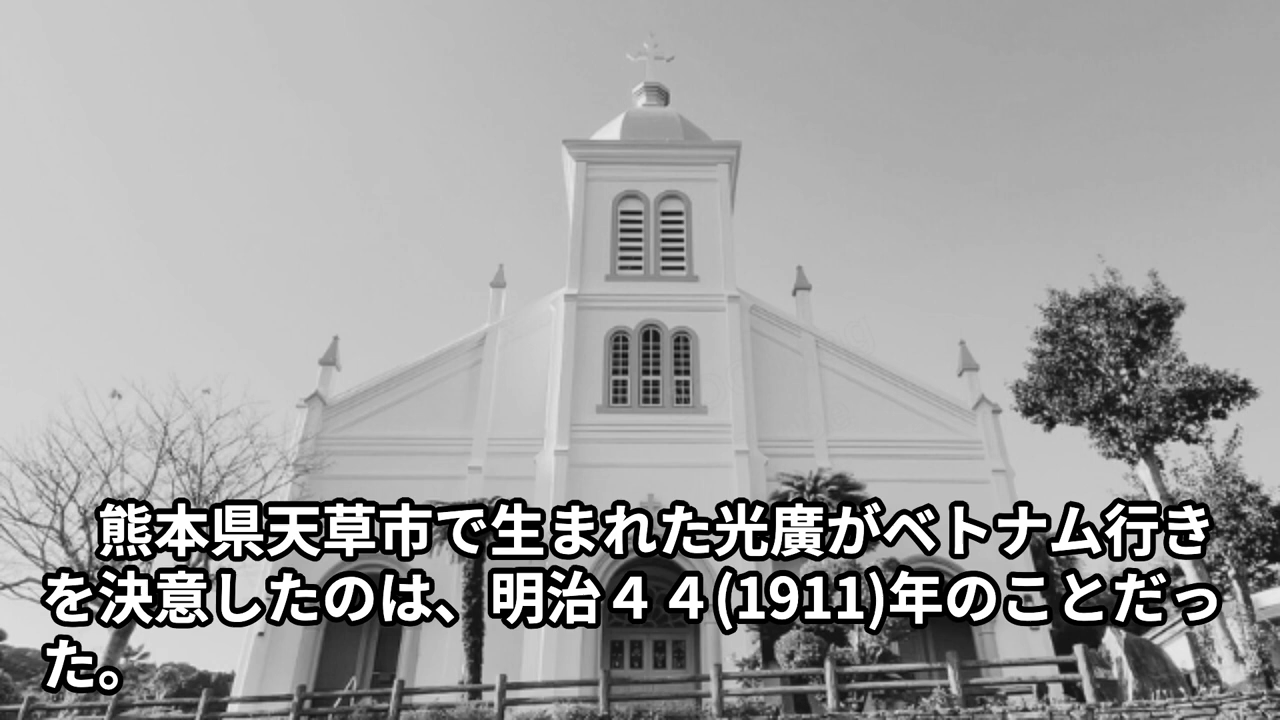 熊本県天草市で生まれた光廣がベトナム行き
を決意したのは、明治４４(1911)年のことだっ
た。